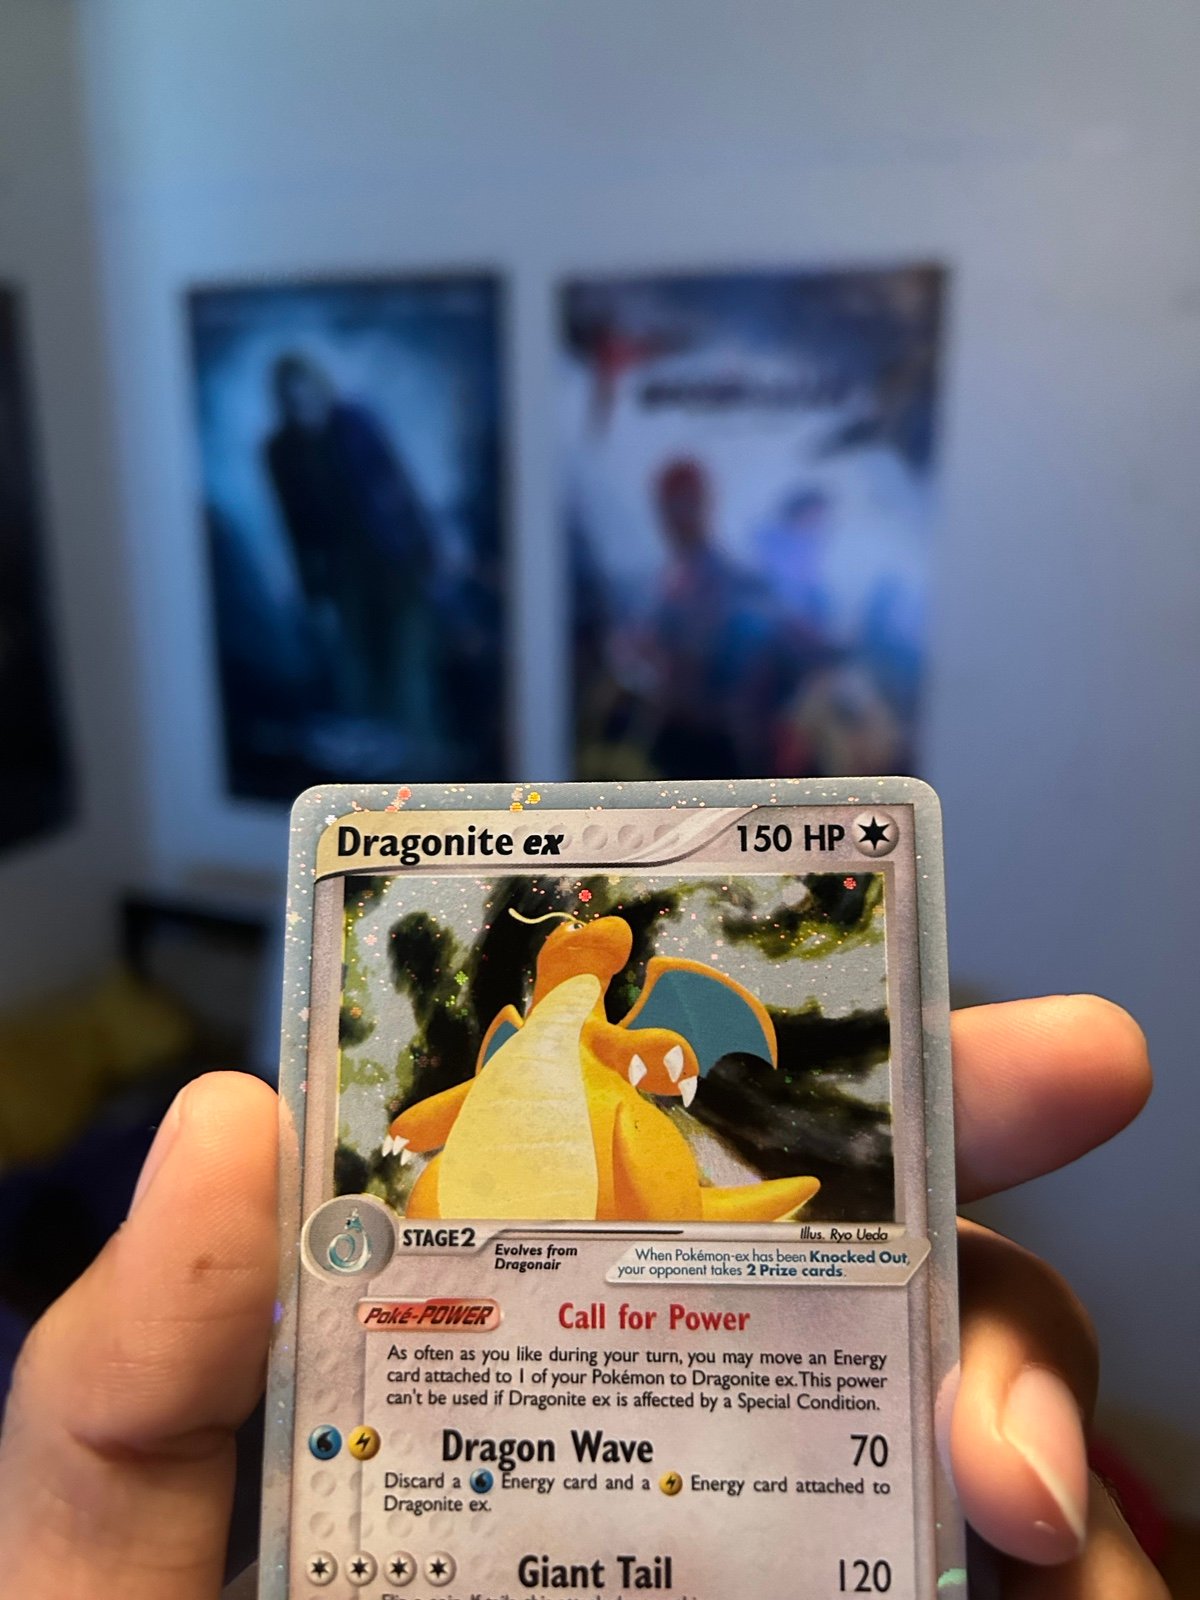 Dragonite ex 150 HP
Illus. Ryo Ueda
STAGE2
Evolves from
Dragonair
When Pokémon-ex has been Knocked Out,
your opponent takes 2 Prize cards.
Poké-POWER Call for Power
As often as you like during your turn, you may move an Energy
card attached to 1 of your Pokémon to Dragonite ex. This power
can't be used if Dragonite ex is affected by a Special Condition.
Dragon Wave 70
Discard a Energy card and a Energy card attached to
Dragonite ex.
Giant Tail 120